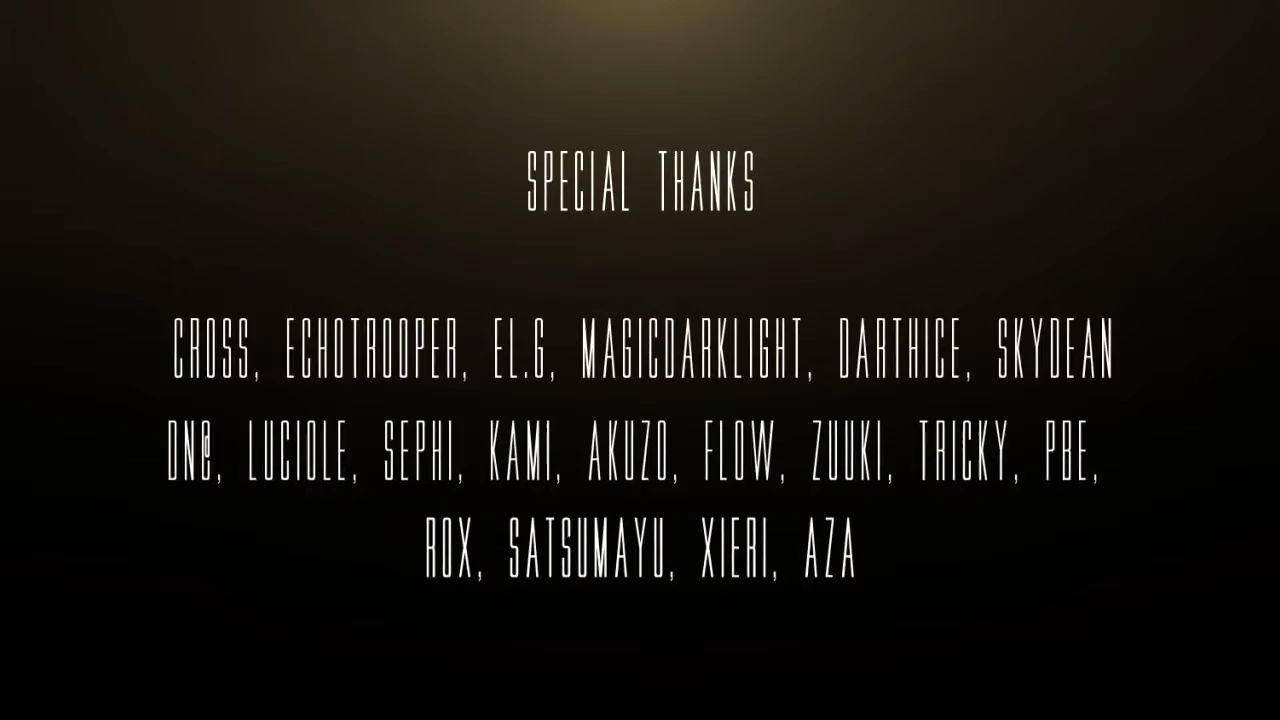 SPECIAL THANKS
CROSS, ECHOTROOPER, EL.G, MAGICDARKLIGHT, DARTHICE, SKYDEAN
DN@, LUCIOLE, SEPHI, KAMI, AKUZO, FLOW, ZUUKI, TRICKY, PBE,
ROX, SATSUMAYU, XIERI, AZA